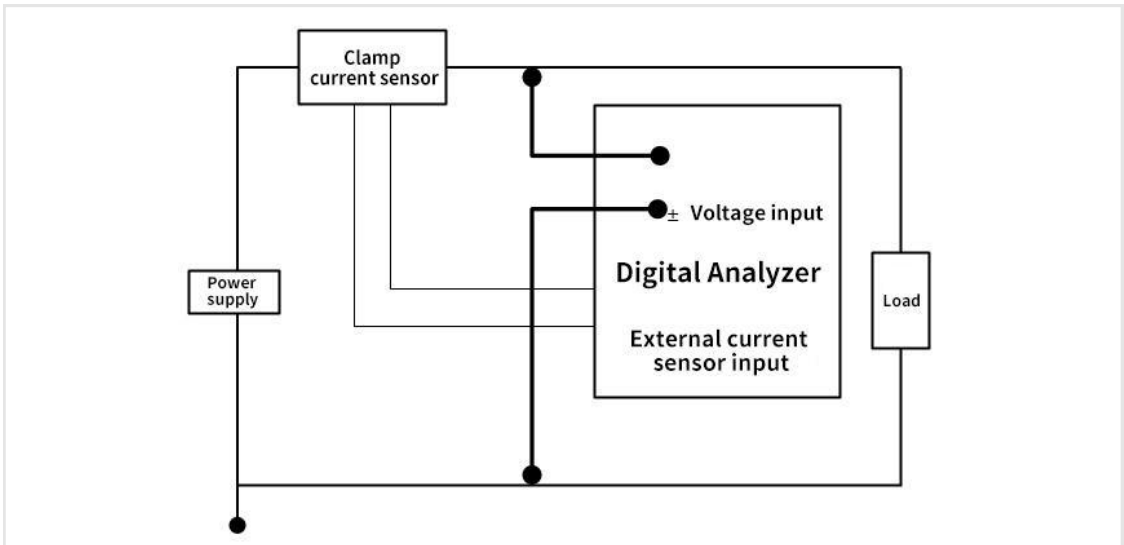 Clamp
current sensor
± Voltage input
Digital Analyzer
Power
supply
Load
External current
sensor input